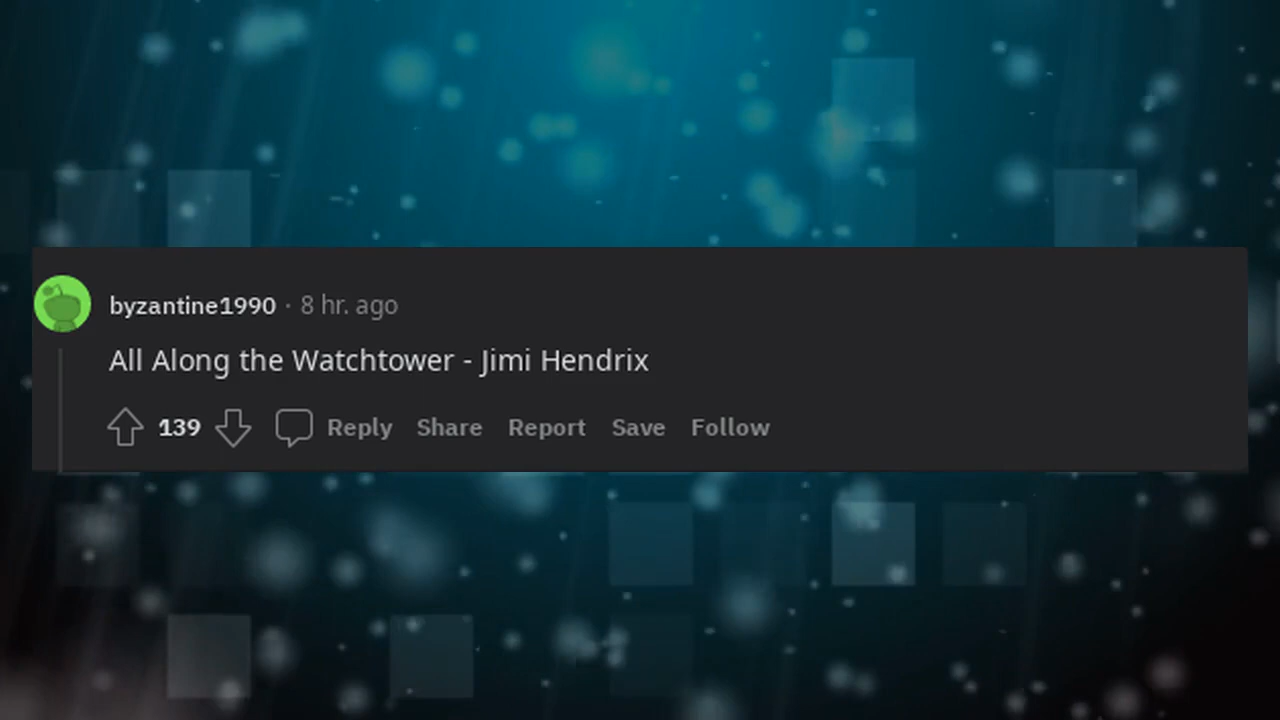 byzantine1990 · 8 hr. ago
All Along the Watchtower - Jimi Hendrix
139 Reply Share Report Save Follow